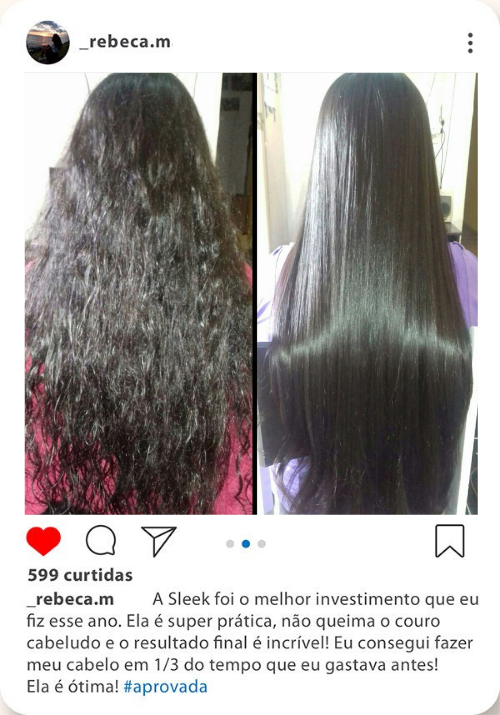 _rebeca.m
599 curtidas
_rebeca.m A Sleek foi o melhor investimento que eu
fiz esse ano. Ela é super prática, não queima o couro
cabeludo e o resultado final é incrível! Eu consegui fazer
meu cabelo em 1/3 do tempo que eu gastava antes!
Ela é ótima! #aprovada